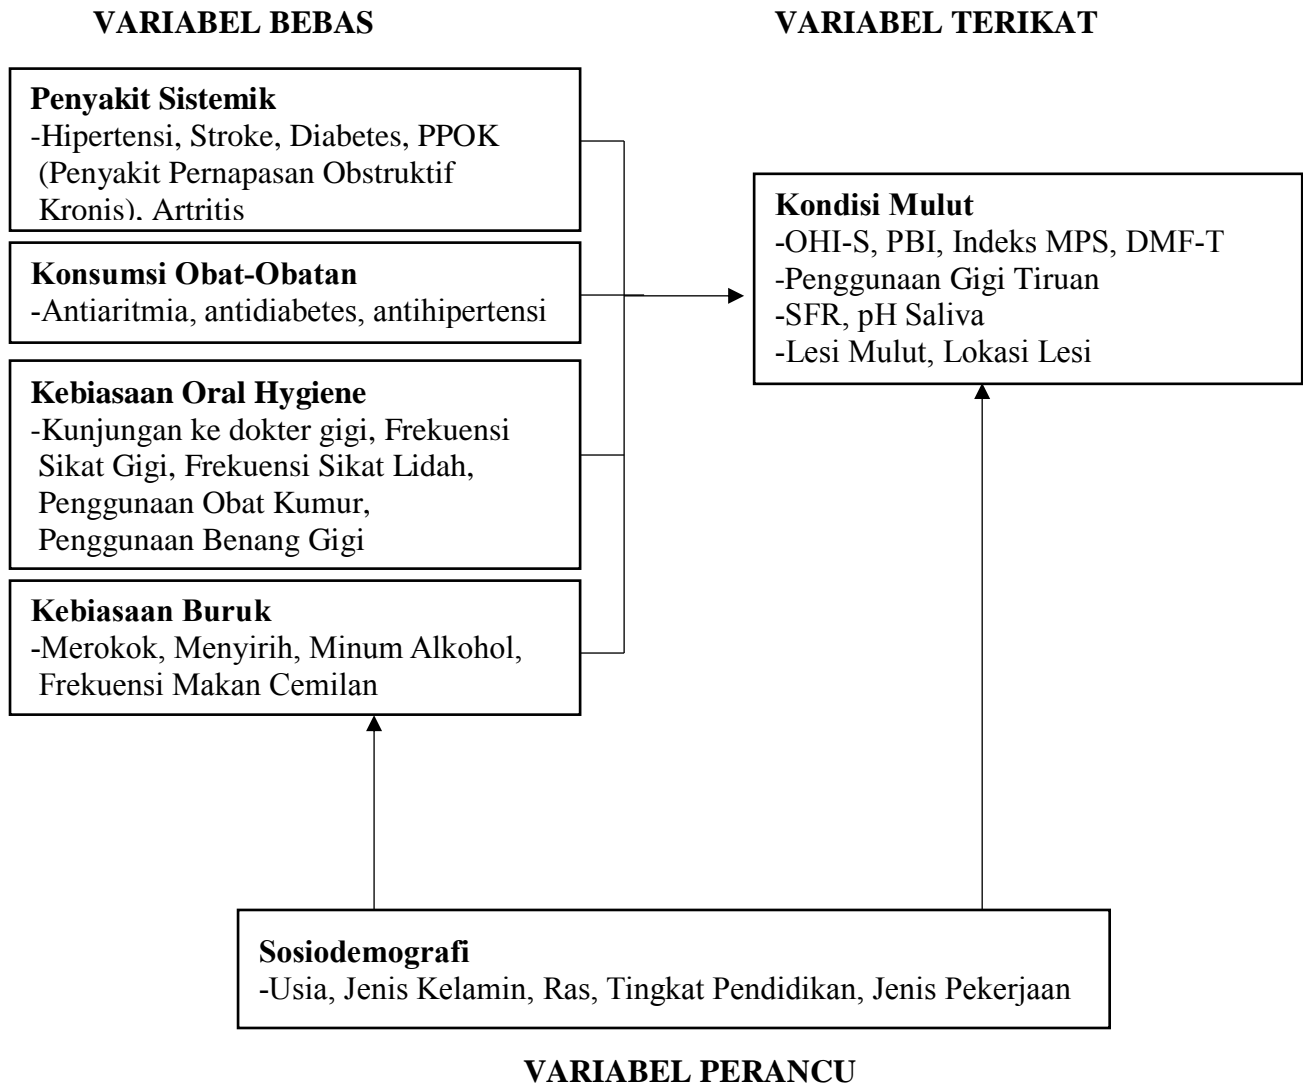 VARIABEL BEBAS
VARIABEL TERIKAT
Penyakit Sistemik
-Hipertensi, Stroke, Diabetes, PPOK
(Penyakit Pernapasan Obstruktif
Kronis), Artritis
Konsumsi Obat-Obatan
-Antiaritmia, antidiabetes, antihipertensi
Kebiasaan Oral Hygiene
-Kunjungan ke dokter gigi, Frekuensi
Sikat Gigi, Frekuensi Sikat Lidah,
Penggunaan Obat Kumur,
Penggunaan Benang Gigi
Kebiasaan Buruk
-Merokok, Menyirih, Minum Alkohol,
Frekuensi Makan Cemilan
Kondisi Mulut
-OHI-S, PBI, Indeks MPS, DMF-T
-Penggunaan Gigi Tiruan
-SFR, pH Saliva
-Lesi Mulut, Lokasi Lesi
Sosiodemografi
-Usia, Jenis Kelamin, Ras, Tingkat Pendidikan, Jenis Pekerjaan
VARIABEL PERANCU